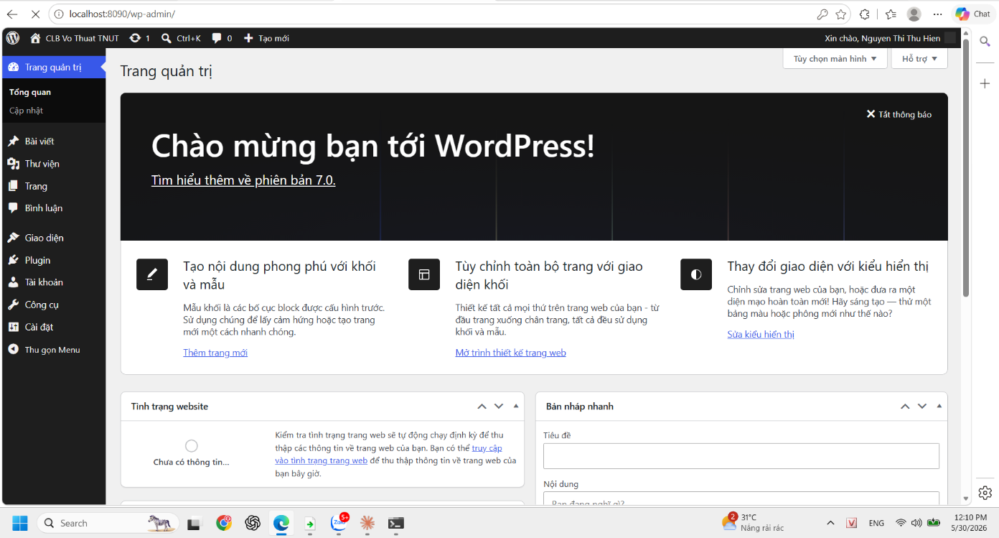 localhost:8090/wp-admin/
Chat
CLB Vo Thuat TNUT
1
Ctrl+K
0
Tạo mới
Xin chào, Nguyen Thi Thu Hien
Trang quản trị
Tổng quan
Cập nhật
Bài viết
Thư viện
Trang
Bình luận
Giao diện
Plugin
Tài khoản
Công cụ
Cài đặt
Thu gọn Menu
Trang quản trị
Tùy chọn màn hình
Hỗ trợ
Tắt thông báo
Chào mừng bạn tới WordPress!
Tìm hiểu thêm về phiên bản 7.0.
Tạo nội dung phong phú với khối
và mẫu
Mẫu khối là các bố cục block được cấu hình trước.
Sử dụng chúng để lấy cảm hứng hoặc tạo trang
mới một cách nhanh chóng.
Thêm trang mới
Tùy chỉnh toàn bộ trang với giao
diện khối
Thiết kế tất cả mọi thứ trên trang web của bạn - từ
đầu trang xuống chân trang, tất cả đều sử dụng
khối và mẫu.
Mở trình thiết kế trang web
Thay đổi giao diện với kiểu hiển thị
Chỉnh sửa trang web của bạn, hoặc đưa ra một
diện mạo hoàn toàn mới! Hãy sáng tạo — thử một
bảng màu hoặc phông mới như thế nào?
Sửa kiểu hiển thị
Tình trạng website
Chưa có thông tin...
Kiểm tra tình trạng trang web sẽ tự động chạy định kỳ để thu
thập các thông tin về trang web của bạn. Bạn có thể truy cập
vào tình trạng trang web để thu thập thông tin về trang web của
bạn bây giờ.
Bản nháp nhanh
Tiêu đề
Nội dung
Bạn đang nghĩ gì?
Search
Zalo
5+
2
31°C
Nắng rải rác
V
ENG
12:10 PM
5/30/2026